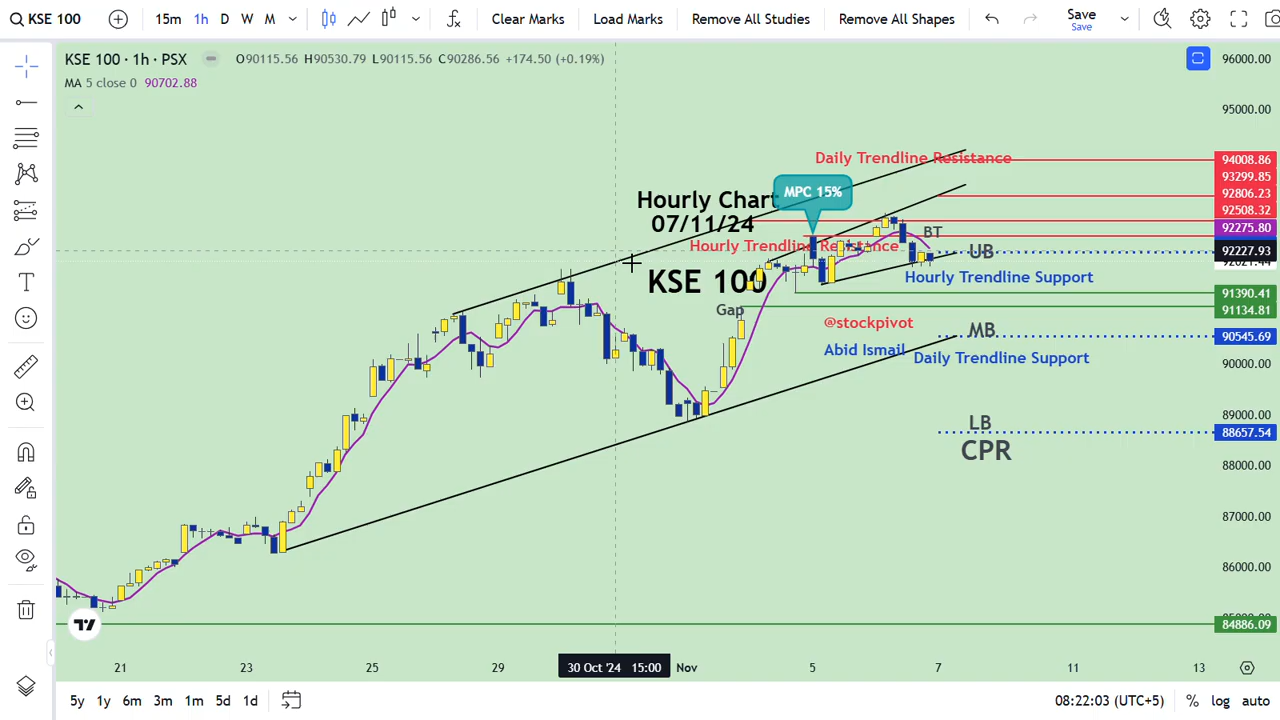 KSE 100 15m 1h D W M Clear Marks Load Marks Remove All Studies Remove All Shapes Save
Save
KSE 100 · 1h · PSX O90115.56 H90530.79 L90115.56 C90286.56 +174.50 (+0.19%)
MA 5 close 0 90702.88
96000.00
95000.00
Daily Trendline Resistance
94008.86
93299.85
MPC 15%
92806.23
Hourly Chart
07/11/24
92508.32
92275.80
BT
Hourly Trendline Resistance
UB
92227.93
Hourly Trendline Support
KSE 100
91390.41
Gap
91134.81
@stockpivot
MB
90545.69
Abid Ismail
Daily Trendline Support
90000.00
89000.00
LB
88657.54
CPR
88000.00
87000.00
86000.00
84886.09
21 23 25 29 30 Oct '24 15:00 Nov 5 7 11 13
5y 1y 6m 3m 1m 5d 1d 08:22:03 (UTC+5) % log auto